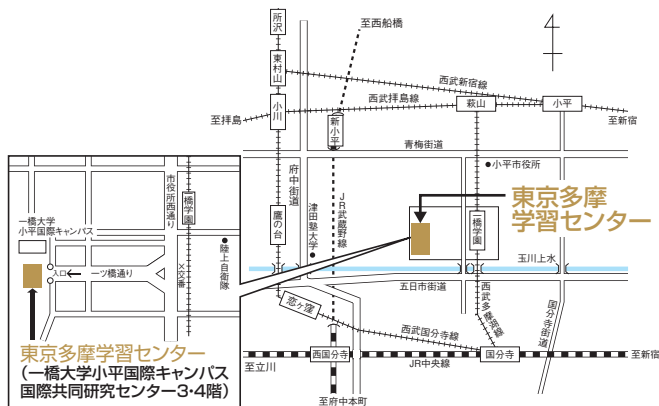 所沢
至西船橋
東村山
西武新宿線
西武拝島線
萩山
小平
小川
至拝島
新小平
至新宿
青梅街道
小平市役所
府中街道
東京多摩
学習センター
津田塾大学
JR武蔵野線
鷹の台
一橋学園
玉川上水
五日市街道
恋ヶ窪
西武多摩湖線
国分寺街道
西武国分寺線
西国分寺
国分寺
至新宿
至立川
JR中央線
至府中本町
市役所西通り
一橋学園
一橋大学
小平国際キャンパス
陸上自衛隊
入口
一ツ橋通り
X交番
東京多摩学習センター
(一橋大学小平国際キャンパス
国際共同研究センター3・4階)